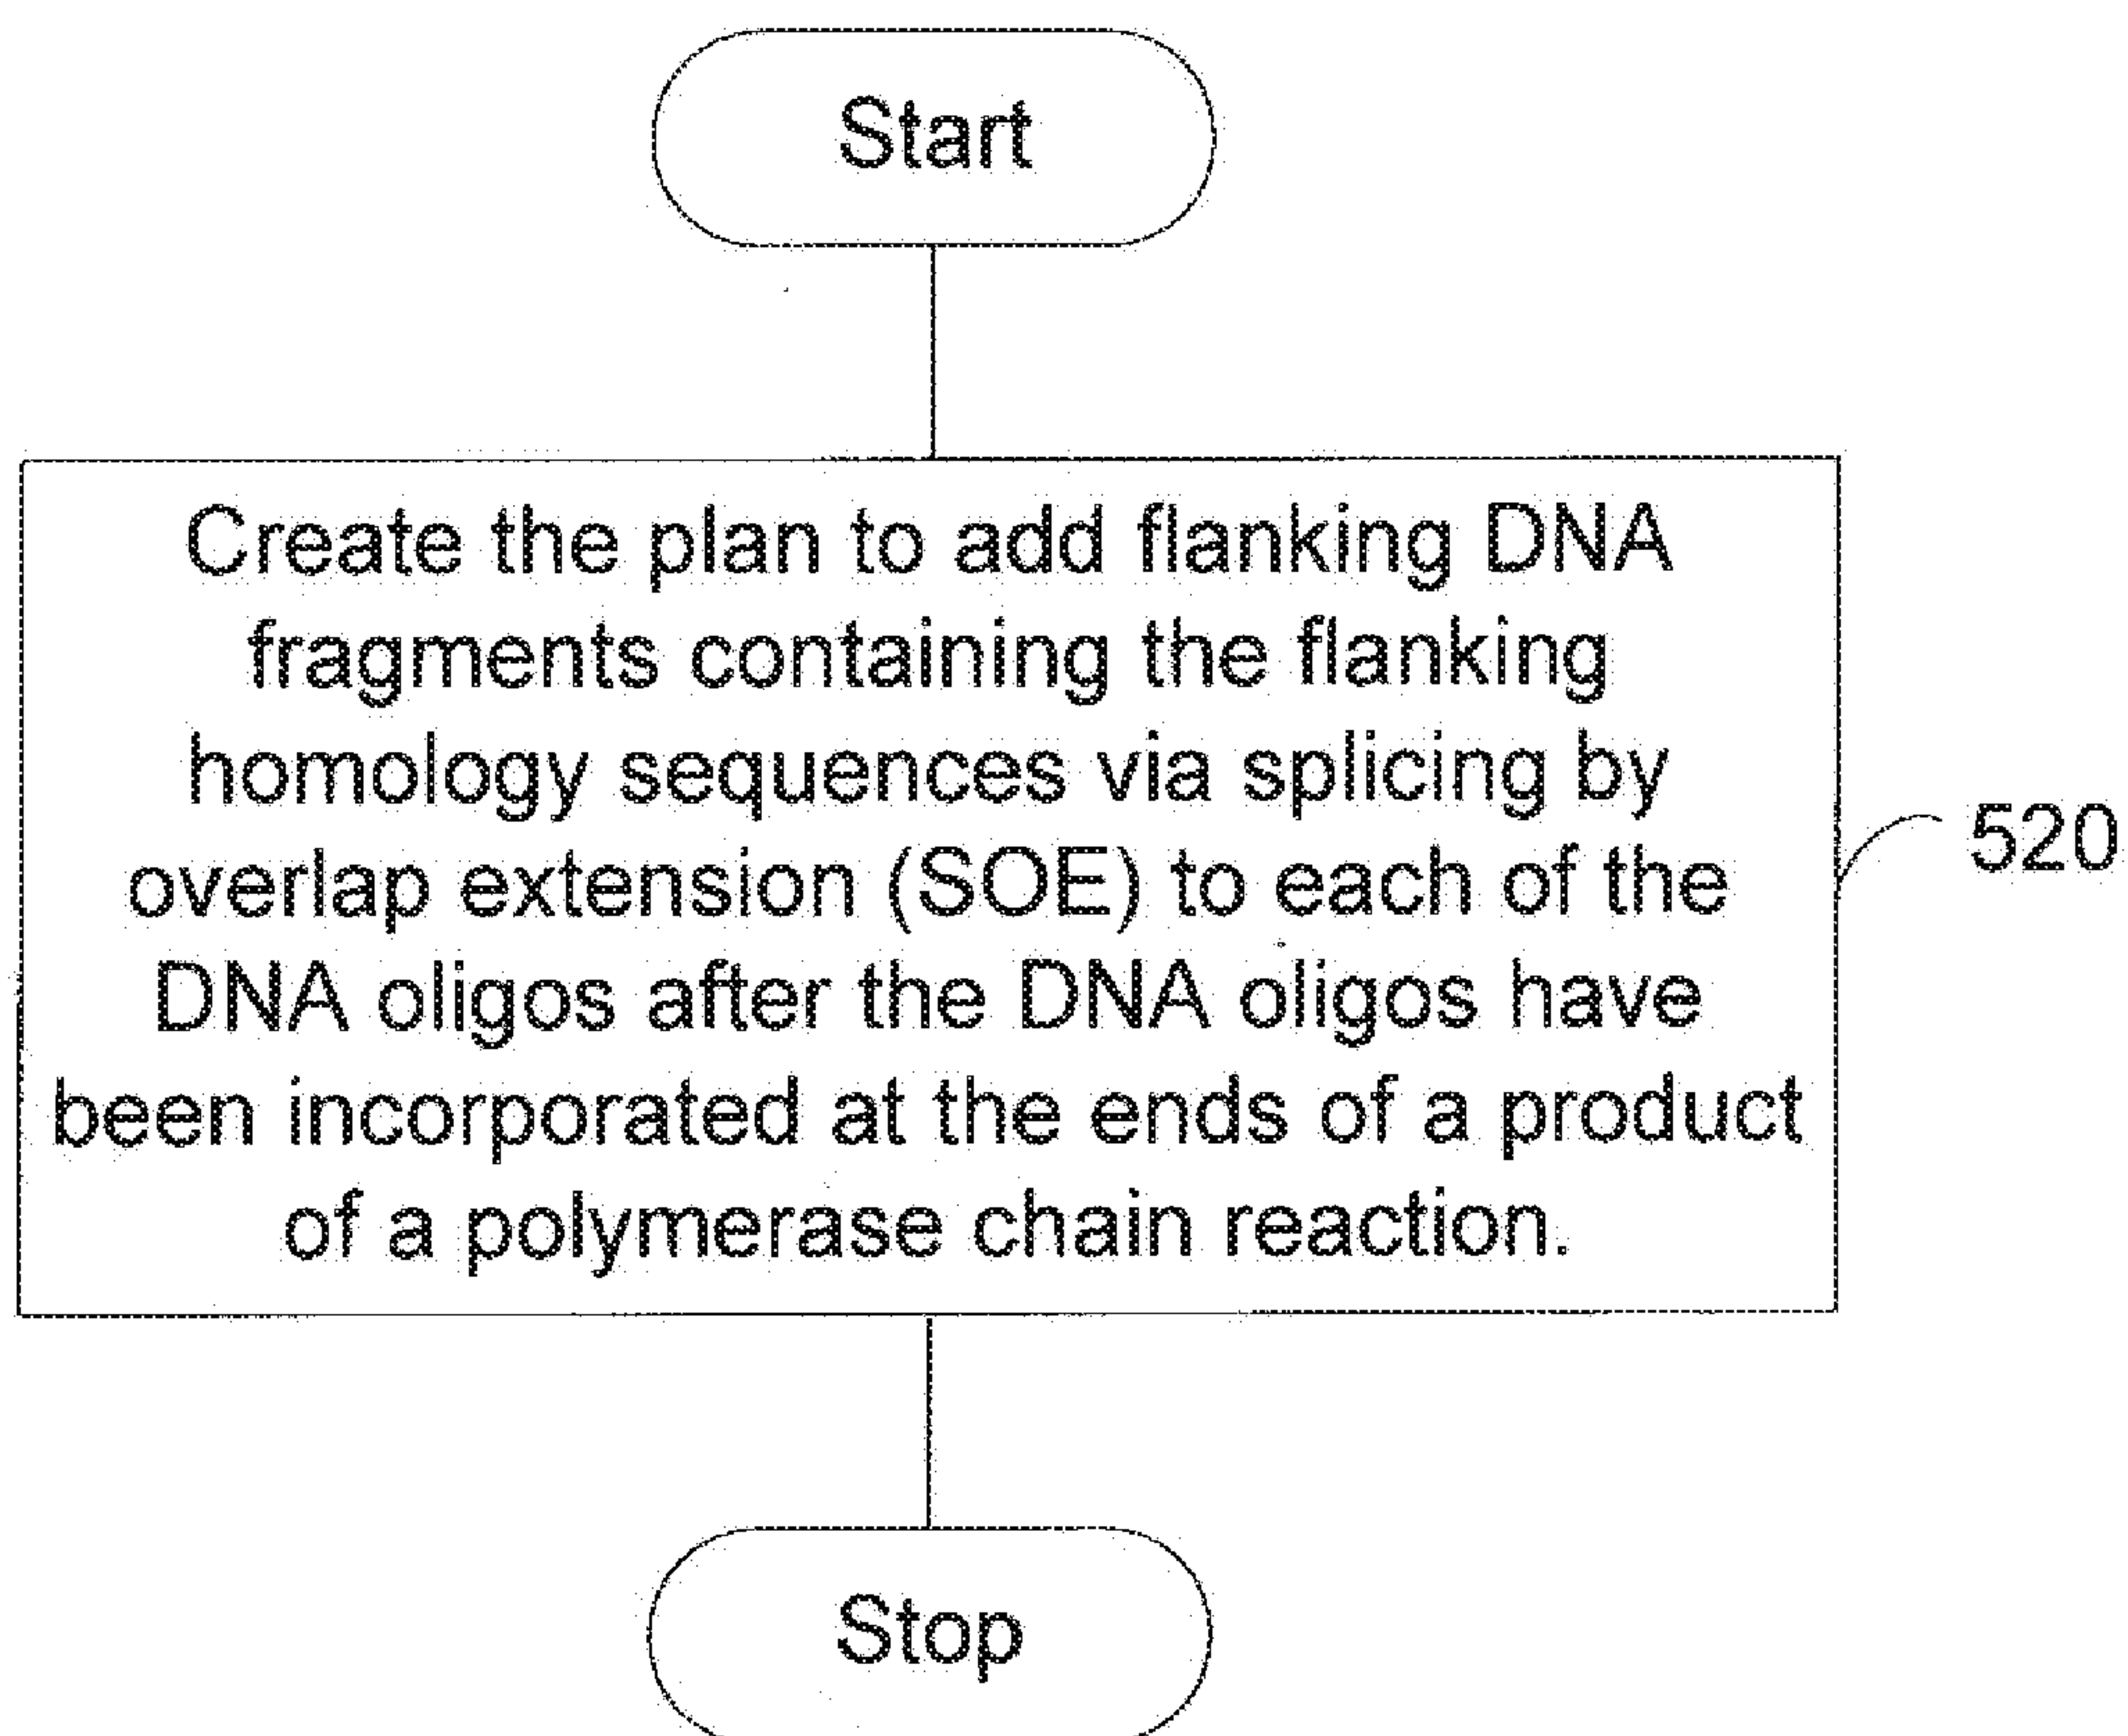 Start
Create the plan to add flanking DNA
fragments containing the flanking
homology sequences via splicing by
overlap extension (SOE) to each of the
DNA oligos after the DNA oligos have
been incorporated at the ends of a product
of a polymerase chain reaction.
520
Stop